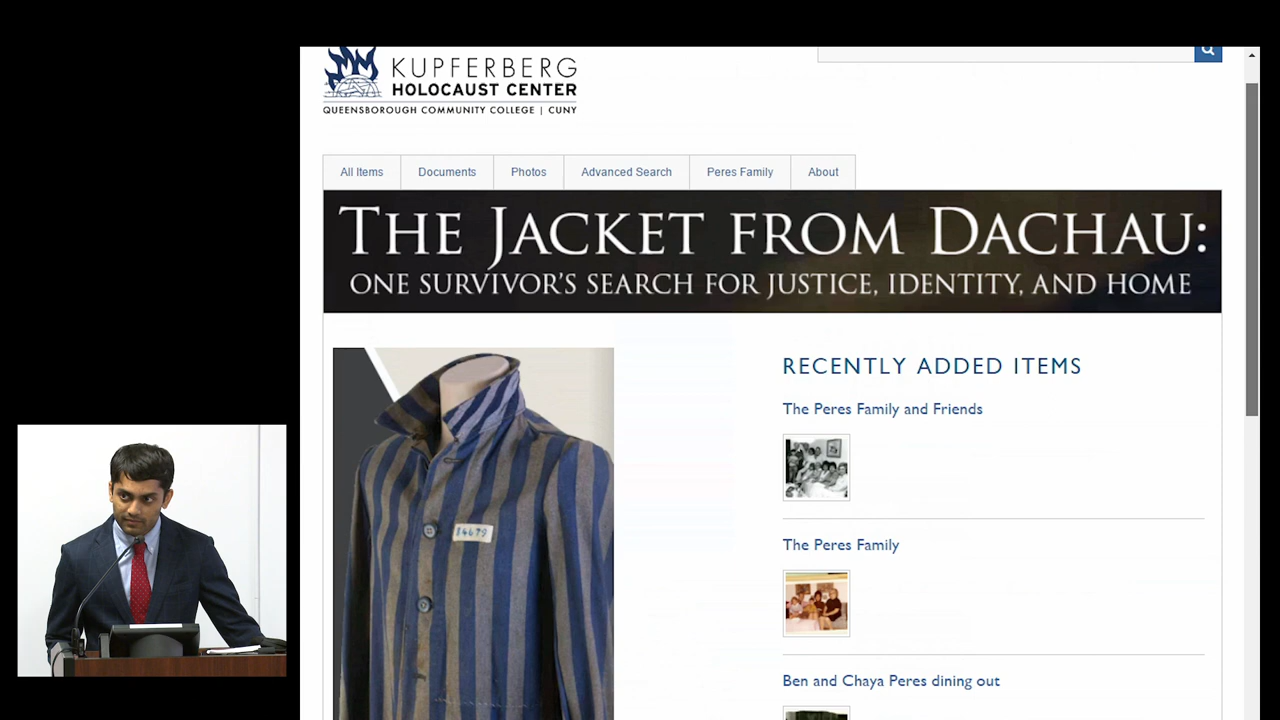 KUPFERBERG
HOLOCAUST CENTER
QUEENSBOROUGH COMMUNITY COLLEGE | CUNY
All Items
Documents
Photos
Advanced Search
Peres Family
About
THE JACKET FROM DACHAU:
ONE SURVIVOR'S SEARCH FOR JUSTICE, IDENTITY, AND HOME
RECENTLY ADDED ITEMS
The Peres Family and Friends
84679
The Peres Family
Ben and Chaya Peres dining out